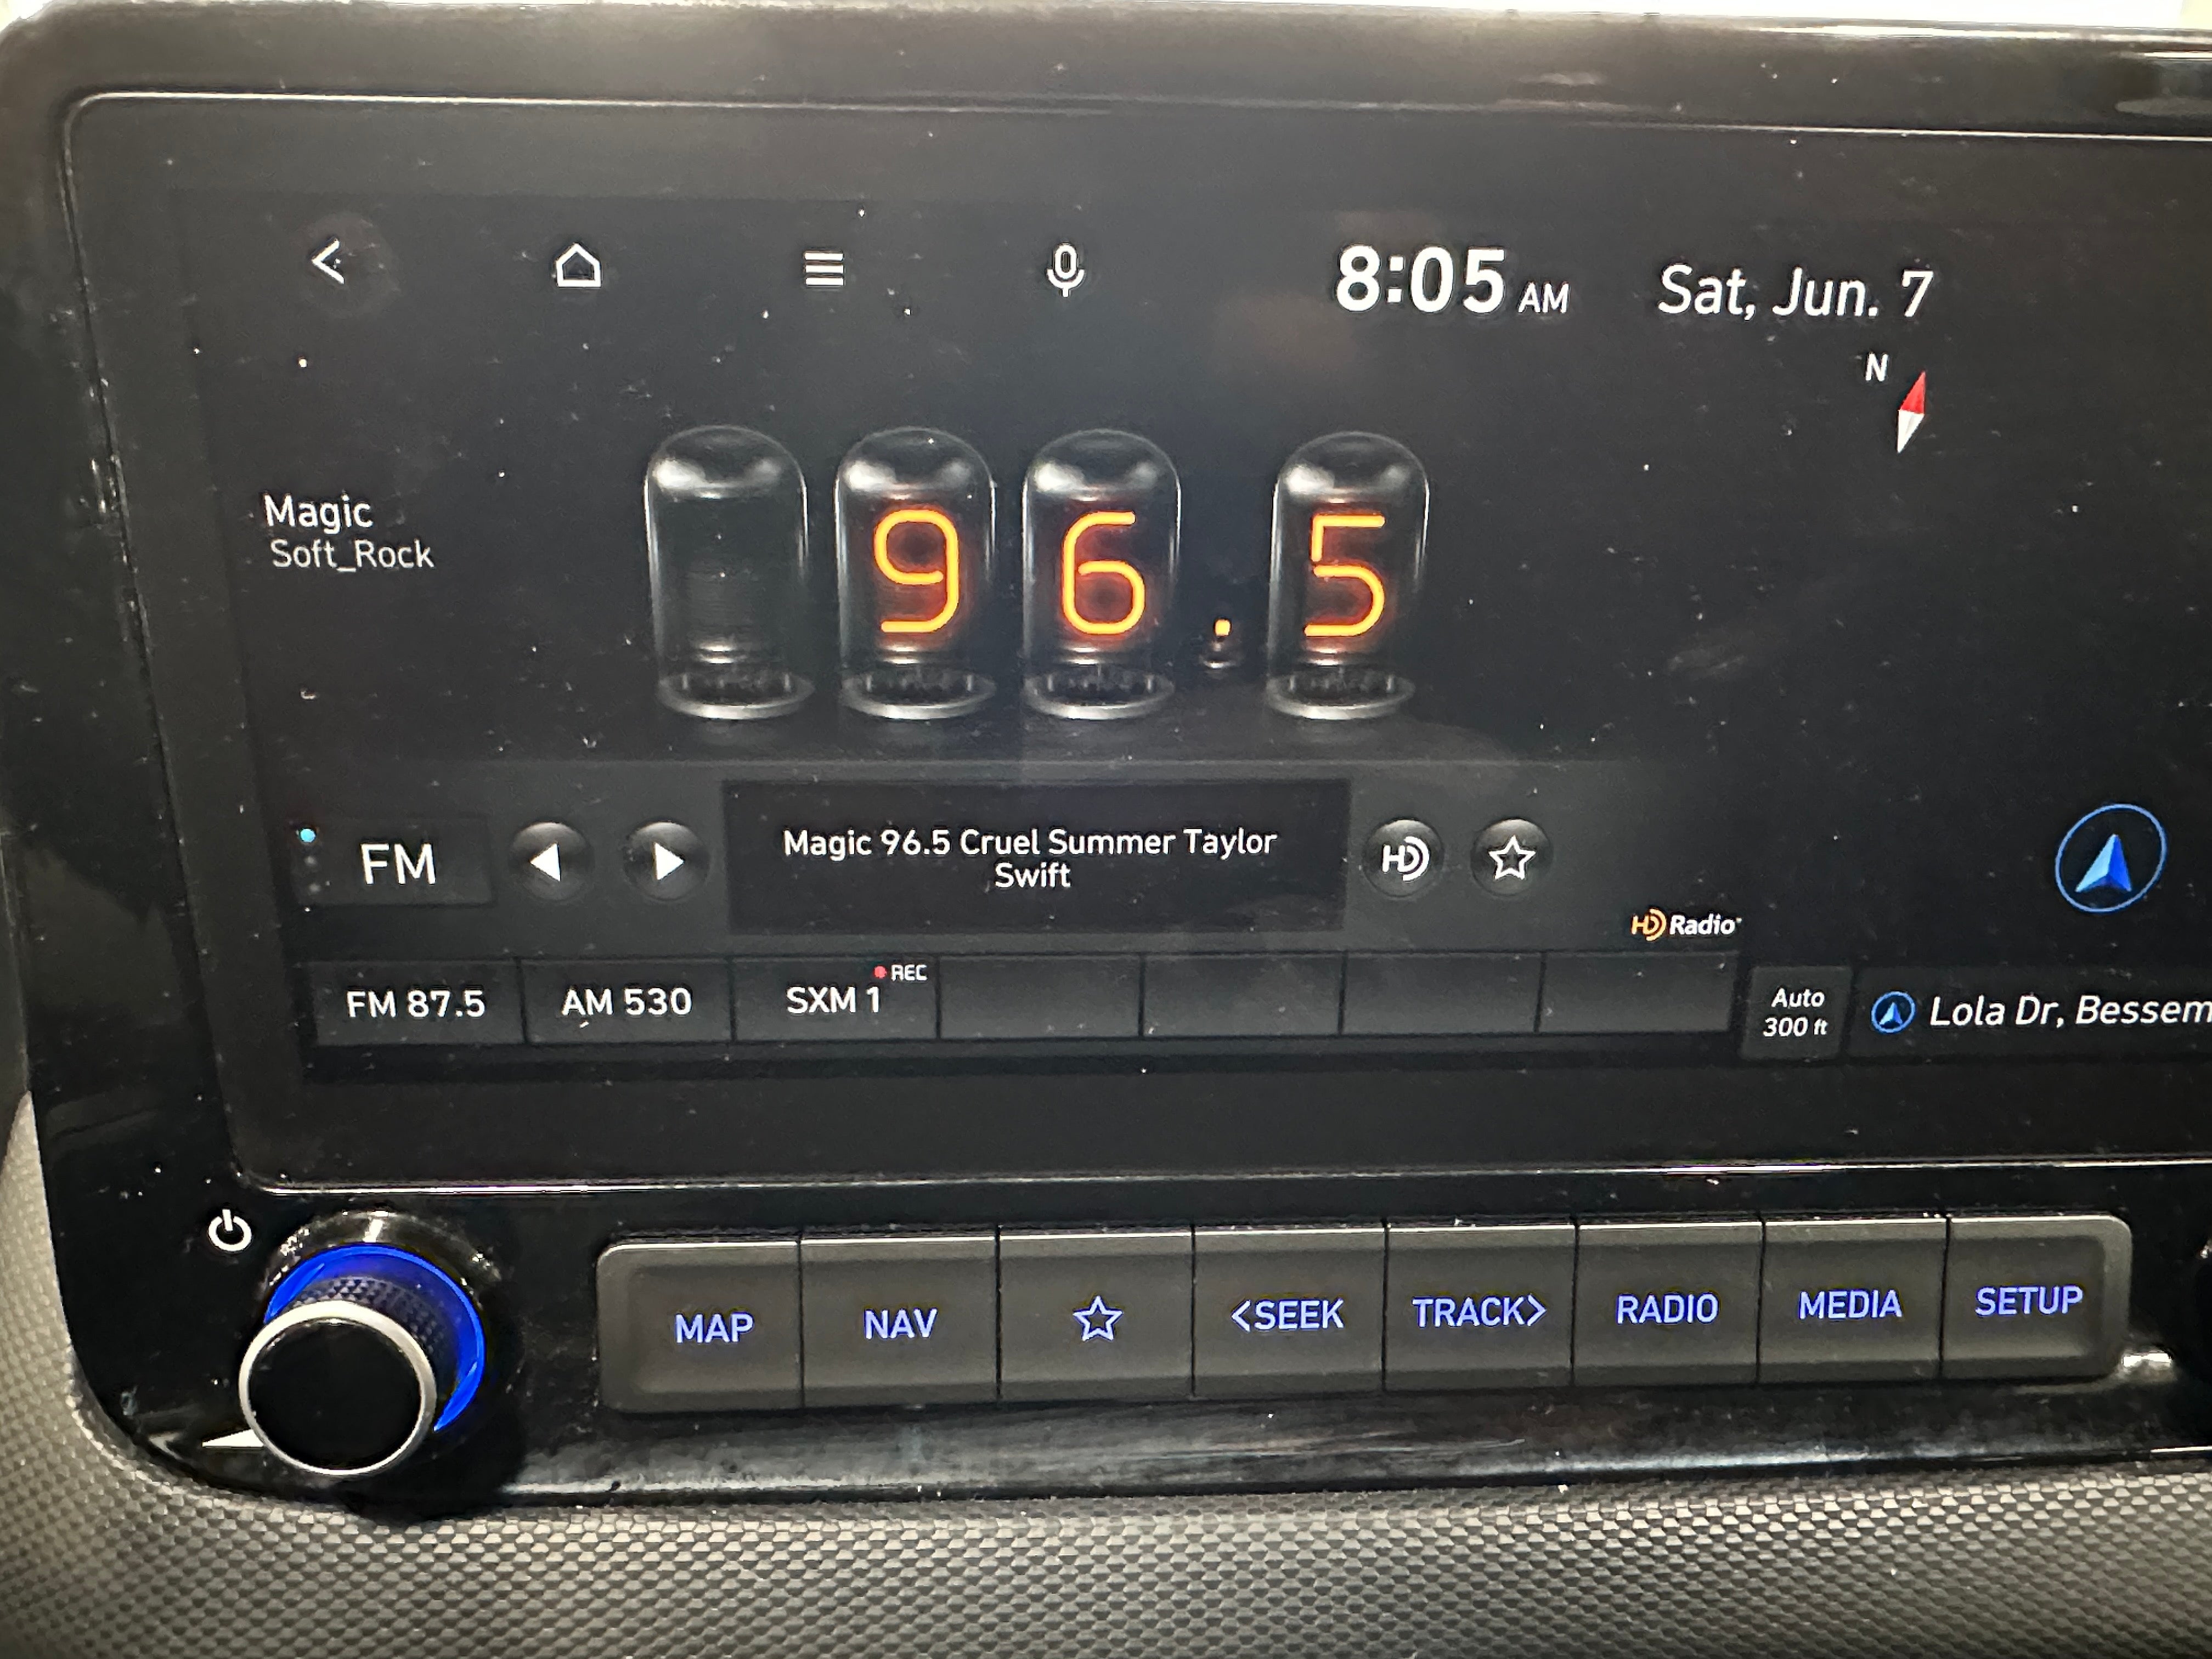 8:05 AM
Sat, Jun. 7
N
Magic
Soft_Rock
96.5
FM
Magic 96.5 Cruel Summer Taylor
Swift
HD
HD Radio
FM 87.5
AM 530
SXM 1
REC
Auto
300 ft
Lola Dr, Bessem
MAP
NAV
<SEEK
TRACK>
RADIO
MEDIA
SETUP